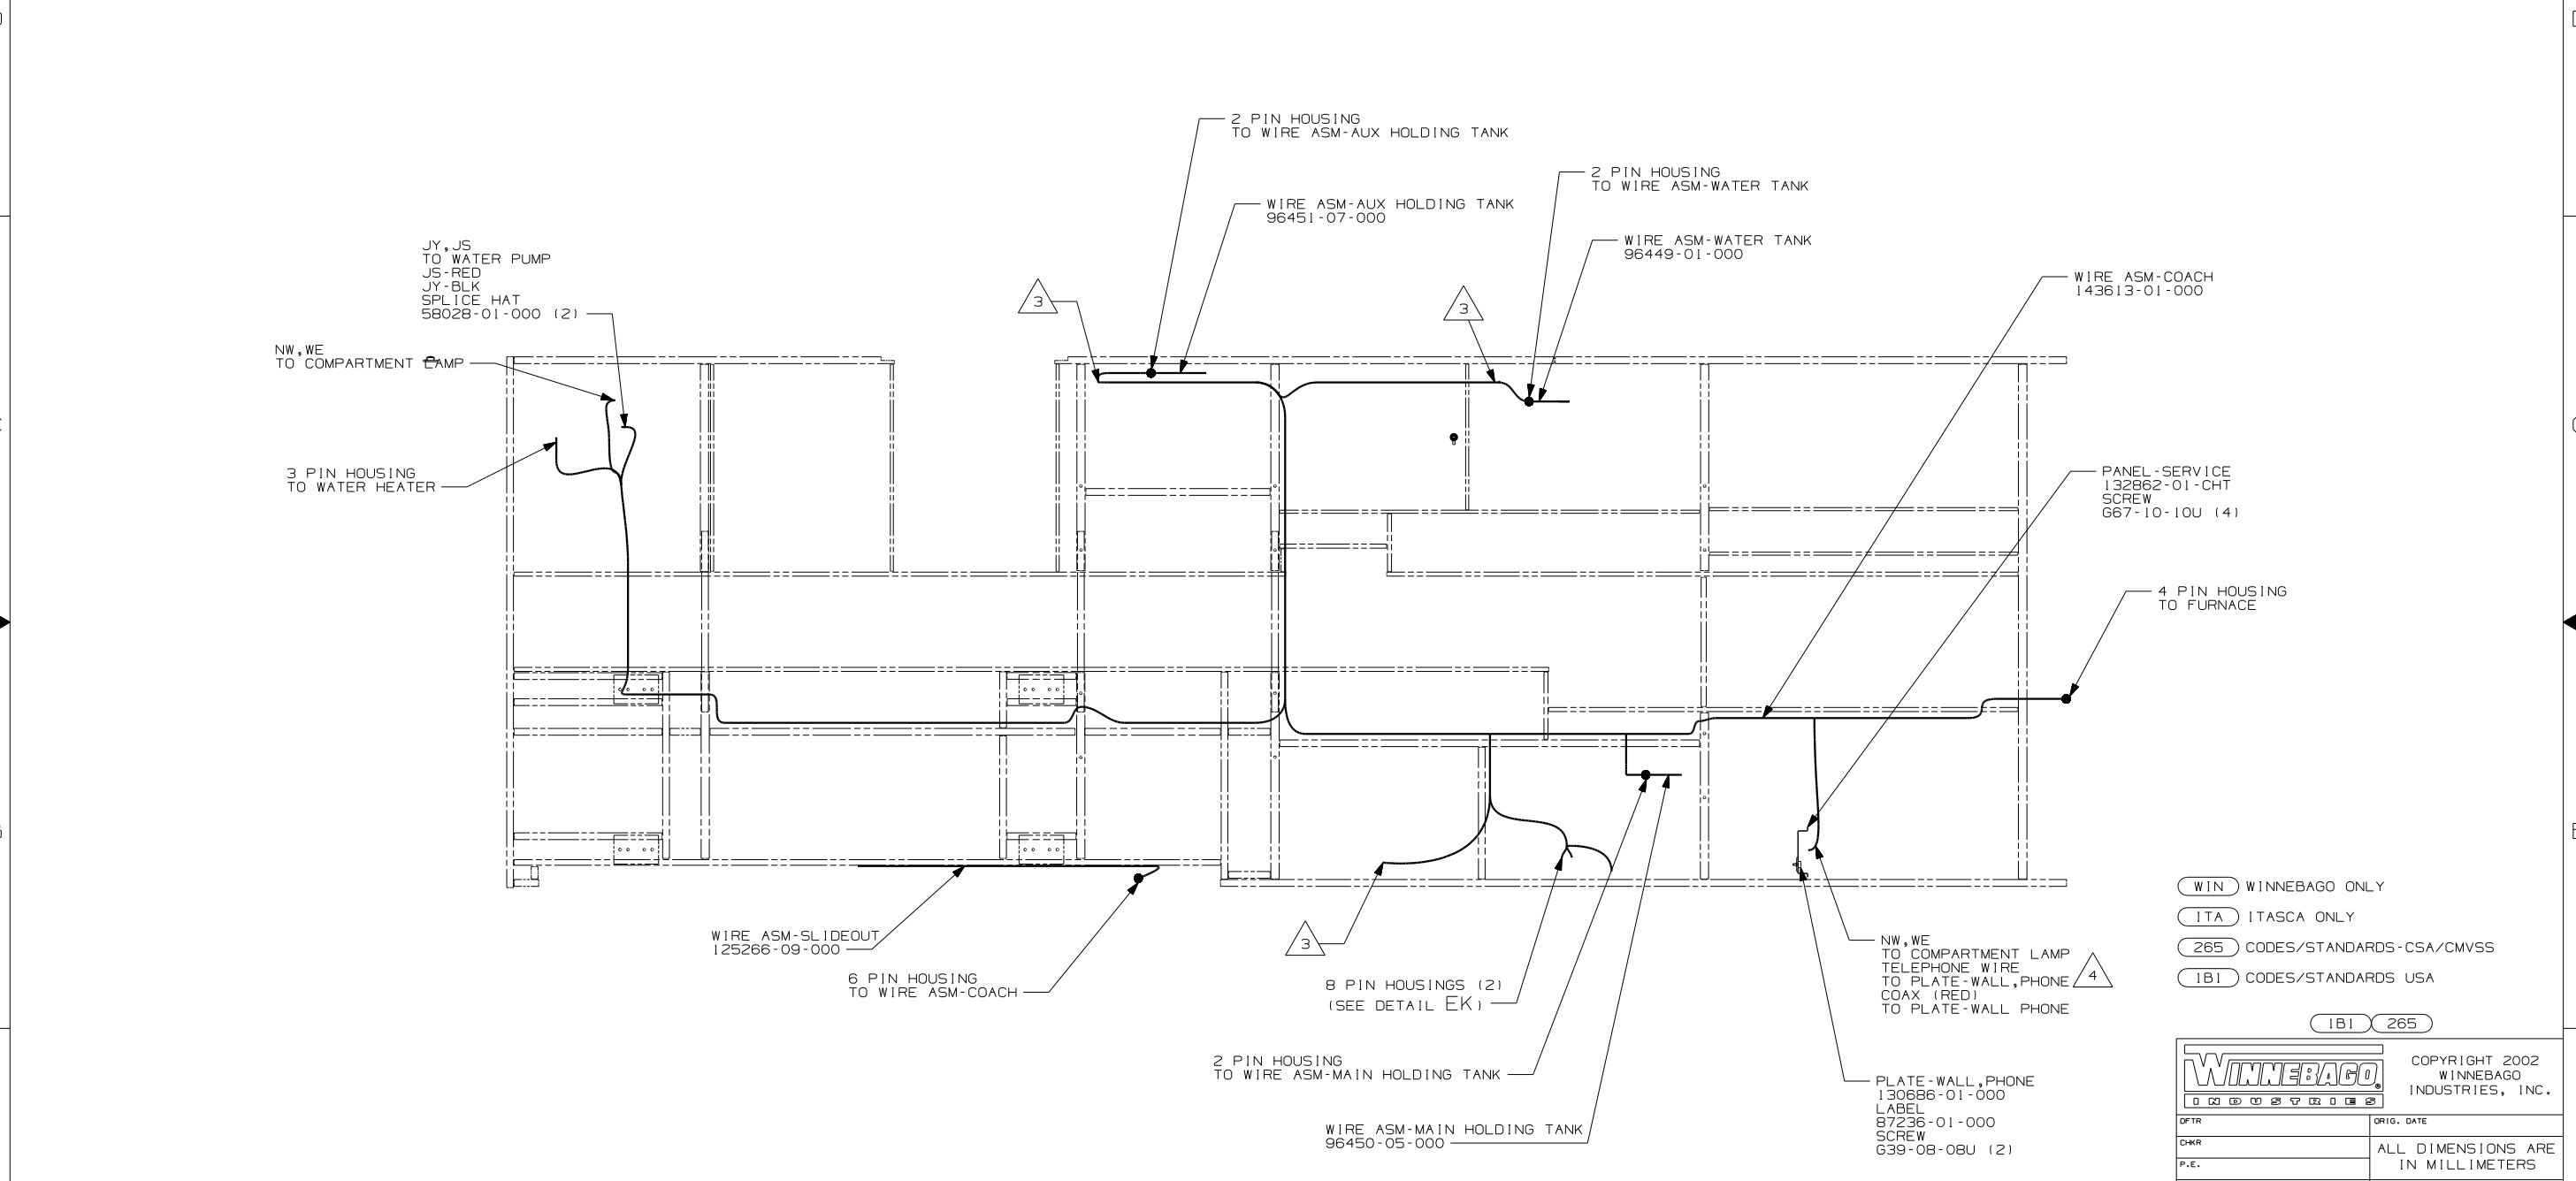 2 PIN HOUSING
TO WIRE ASM-AUX HOLDING TANK
2 PIN HOUSING
TO WIRE ASM-WATER TANK
WIRE ASM-AUX HOLDING TANK
96451-07-000
WIRE ASM-WATER TANK
96449-01-000
JY,JS
TO WATER PUMP
JS-RED
JY-BLK
SPLICE HAT
58028-01-000 (2)
WIRE ASM-COACH
143613-01-000
3
3
NW,WE
TO COMPARTMENT LAMP
3 PIN HOUSING
TO WATER HEATER
PANEL-SERVICE
132862-01-CHT
SCREW
G67-10-10U (4)
4 PIN HOUSING
TO FURNACE
WIRE ASM-SLIDEOUT
125266-09-000
6 PIN HOUSING
TO WIRE ASM-COACH
3
8 PIN HOUSINGS (2)
(SEE DETAIL EK)
2 PIN HOUSING
TO WIRE ASM-MAIN HOLDING TANK
WIRE ASM-MAIN HOLDING TANK
96450-05-000
NW,WE
TO COMPARTMENT LAMP
TELEPHONE WIRE
TO PLATE-WALL,PHONE
COAX (RED)
TO PLATE-WALL PHONE
4
PLATE-WALL,PHONE
130686-01-000
LABEL
87236-01-000
SCREW
G39-08-08U (2)
WIN WINNEBAGO ONLY
ITA ITASCA ONLY
265 CODES/STANDARDS-CSA/CMVSS
1B1 CODES/STANDARDS USA
1B1 265
WINNEBAGO
INDUSTRIES
COPYRIGHT 2002
WINNEBAGO
INDUSTRIES, INC.
DFTR
ORIG. DATE
CHKR
ALL DIMENSIONS ARE
IN MILLIMETERS
P.E.